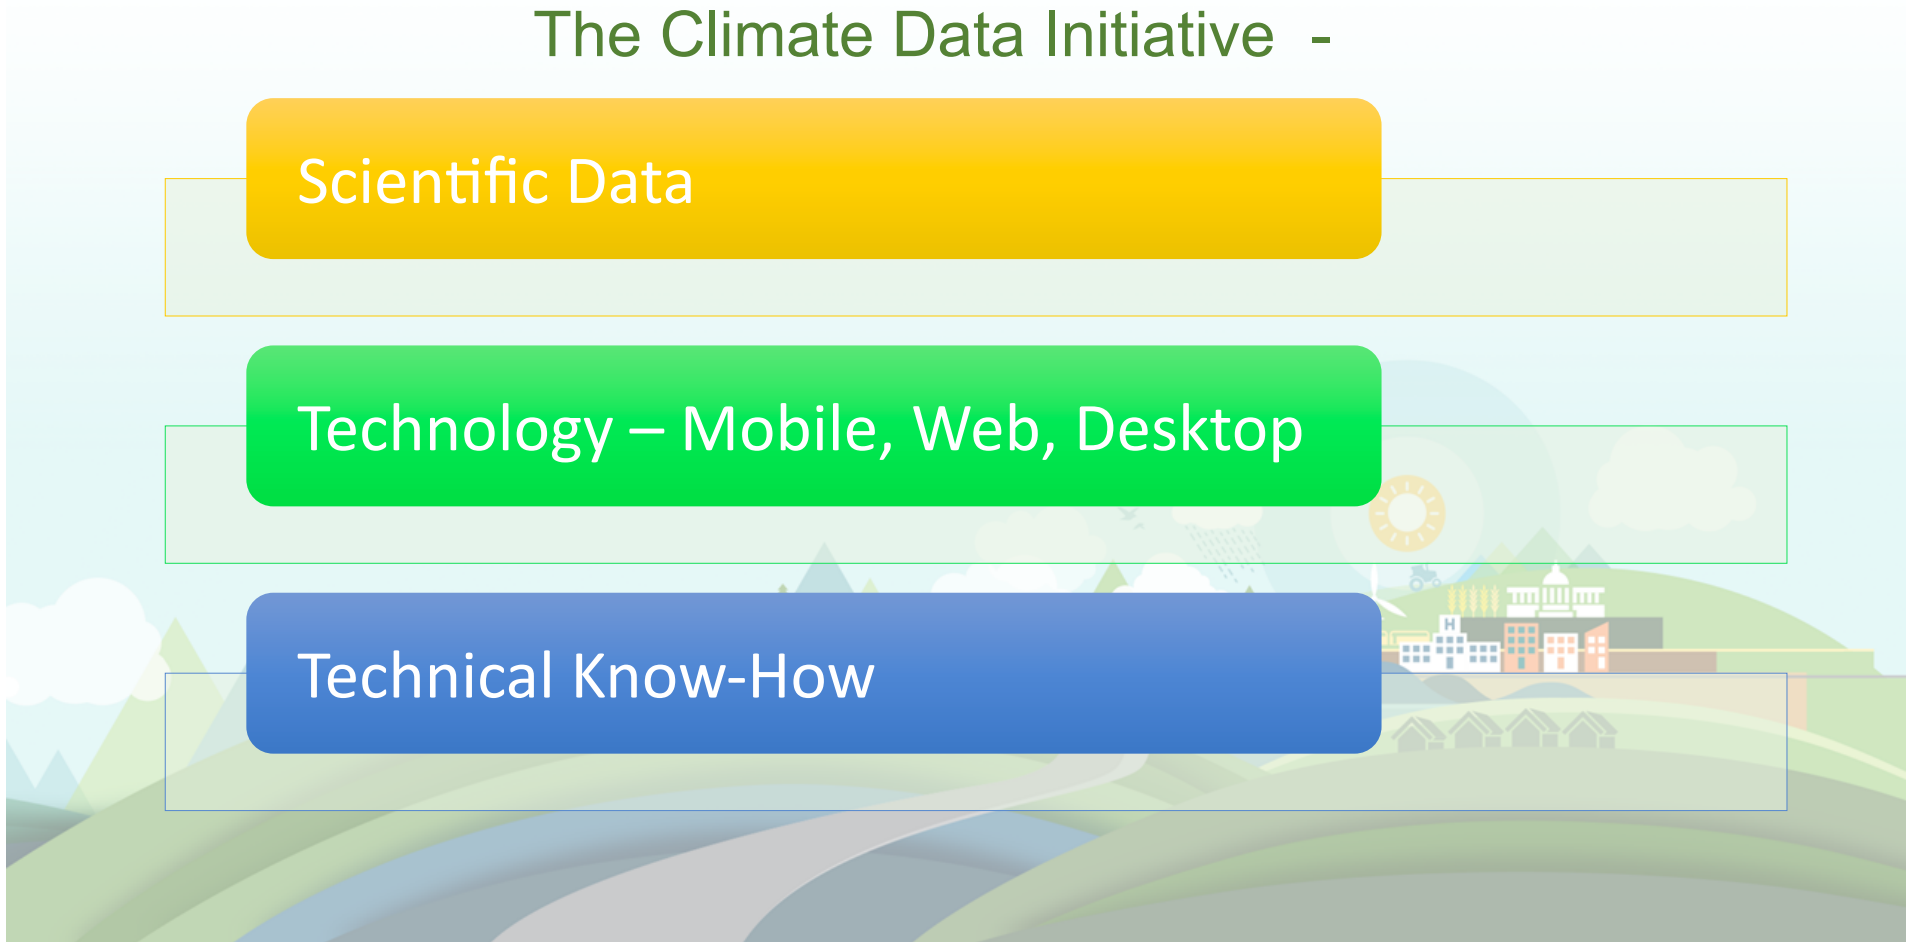 The Climate Data Initiative -
Scientific Data
Technology – Mobile, Web, Desktop
Technical Know-How
H